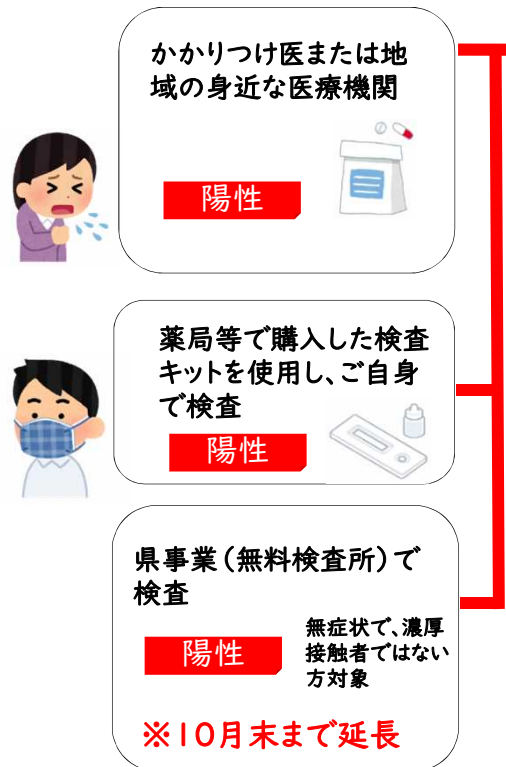 かかりつけ医または地
域の身近な医療機関
陽性
薬局等で購入した検査
キットを使用し、ご自身
で検査
陽性
県事業(無料検査所)で
検査
陽性
無症状で、濃厚
接触者ではない
方対象
※10月末まで延長